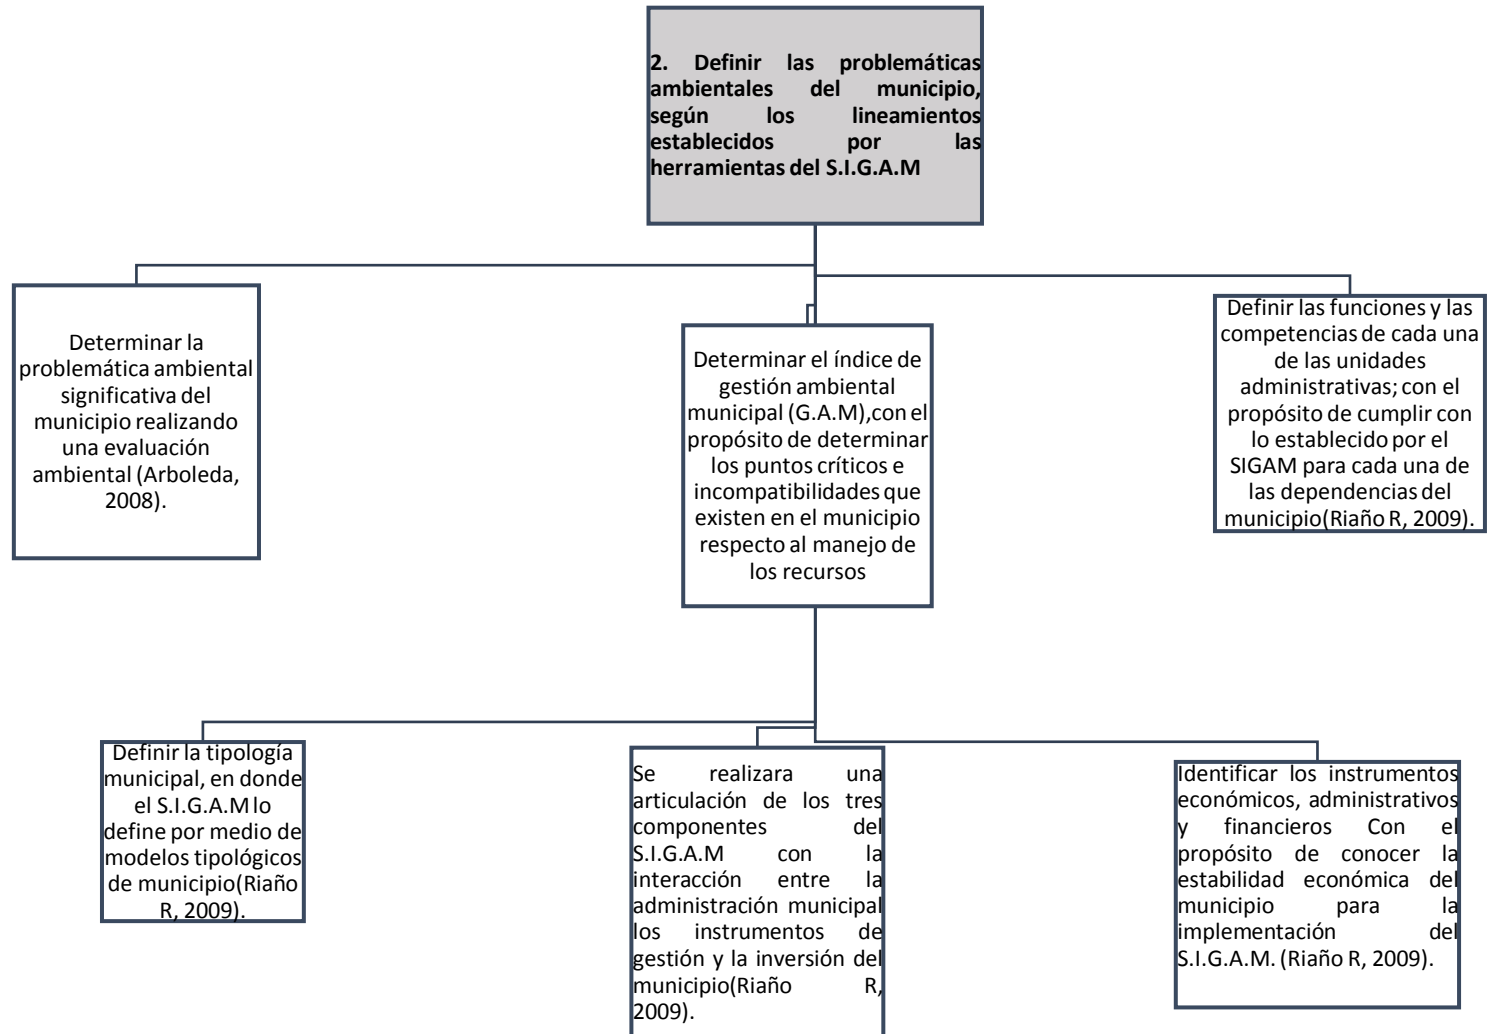 2. Definir las problemáticas
ambientales del municipio,
según los lineamientos
establecidos por las
herramientas del S.I.G.A.M
Determinar la
problemática ambiental
significativa del
municipio realizando
una evaluación
ambiental (Arboleda,
2008).
Determinar el índice de
gestión ambiental
municipal (G.A.M),con el
propósito de determinar
los puntos críticos e
incompatibilidades que
existen en el municipio
respecto al manejo de
los recursos
Definir las funciones y las
competencias de cada una
de las unidades
administrativas; con el
propósito de cumplir con
lo establecido por el
SIGAM para cada una de
las dependencias del
municipio(Riaño R, 2009).
Definir la tipología
municipal, en donde
el S.I.G.A.M lo
define por medio de
modelos tipológicos
de municipio(Riaño
R, 2009).
Se realizara una
articulación de los tres
componentes del
S.I.G.A.M con la
interacción entre la
administración municipal
los instrumentos de
gestión y la inversión del
municipio(Riaño R,
2009).
Identificar los instrumentos
económicos, administrativos
y financieros Con el
propósito de conocer la
estabilidad económica del
municipio para la
implementación del
S.I.G.A.M. (Riaño R, 2009).